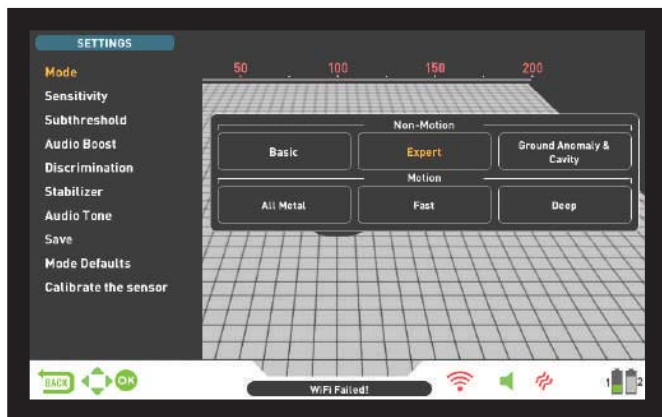 SETTINGS
Mode
Sensitivity
Subthreshold
Audio Boost
Discrimination
Stabilizer
Audio Tone
Save
Mode Defaults
Calibrate the sensor
50 100 150 200
Non-Motion
Basic Expert Ground Anomaly &
Cavity
Motion
All Metal Fast Deep
BACK OK WiFi Failed! 1 2